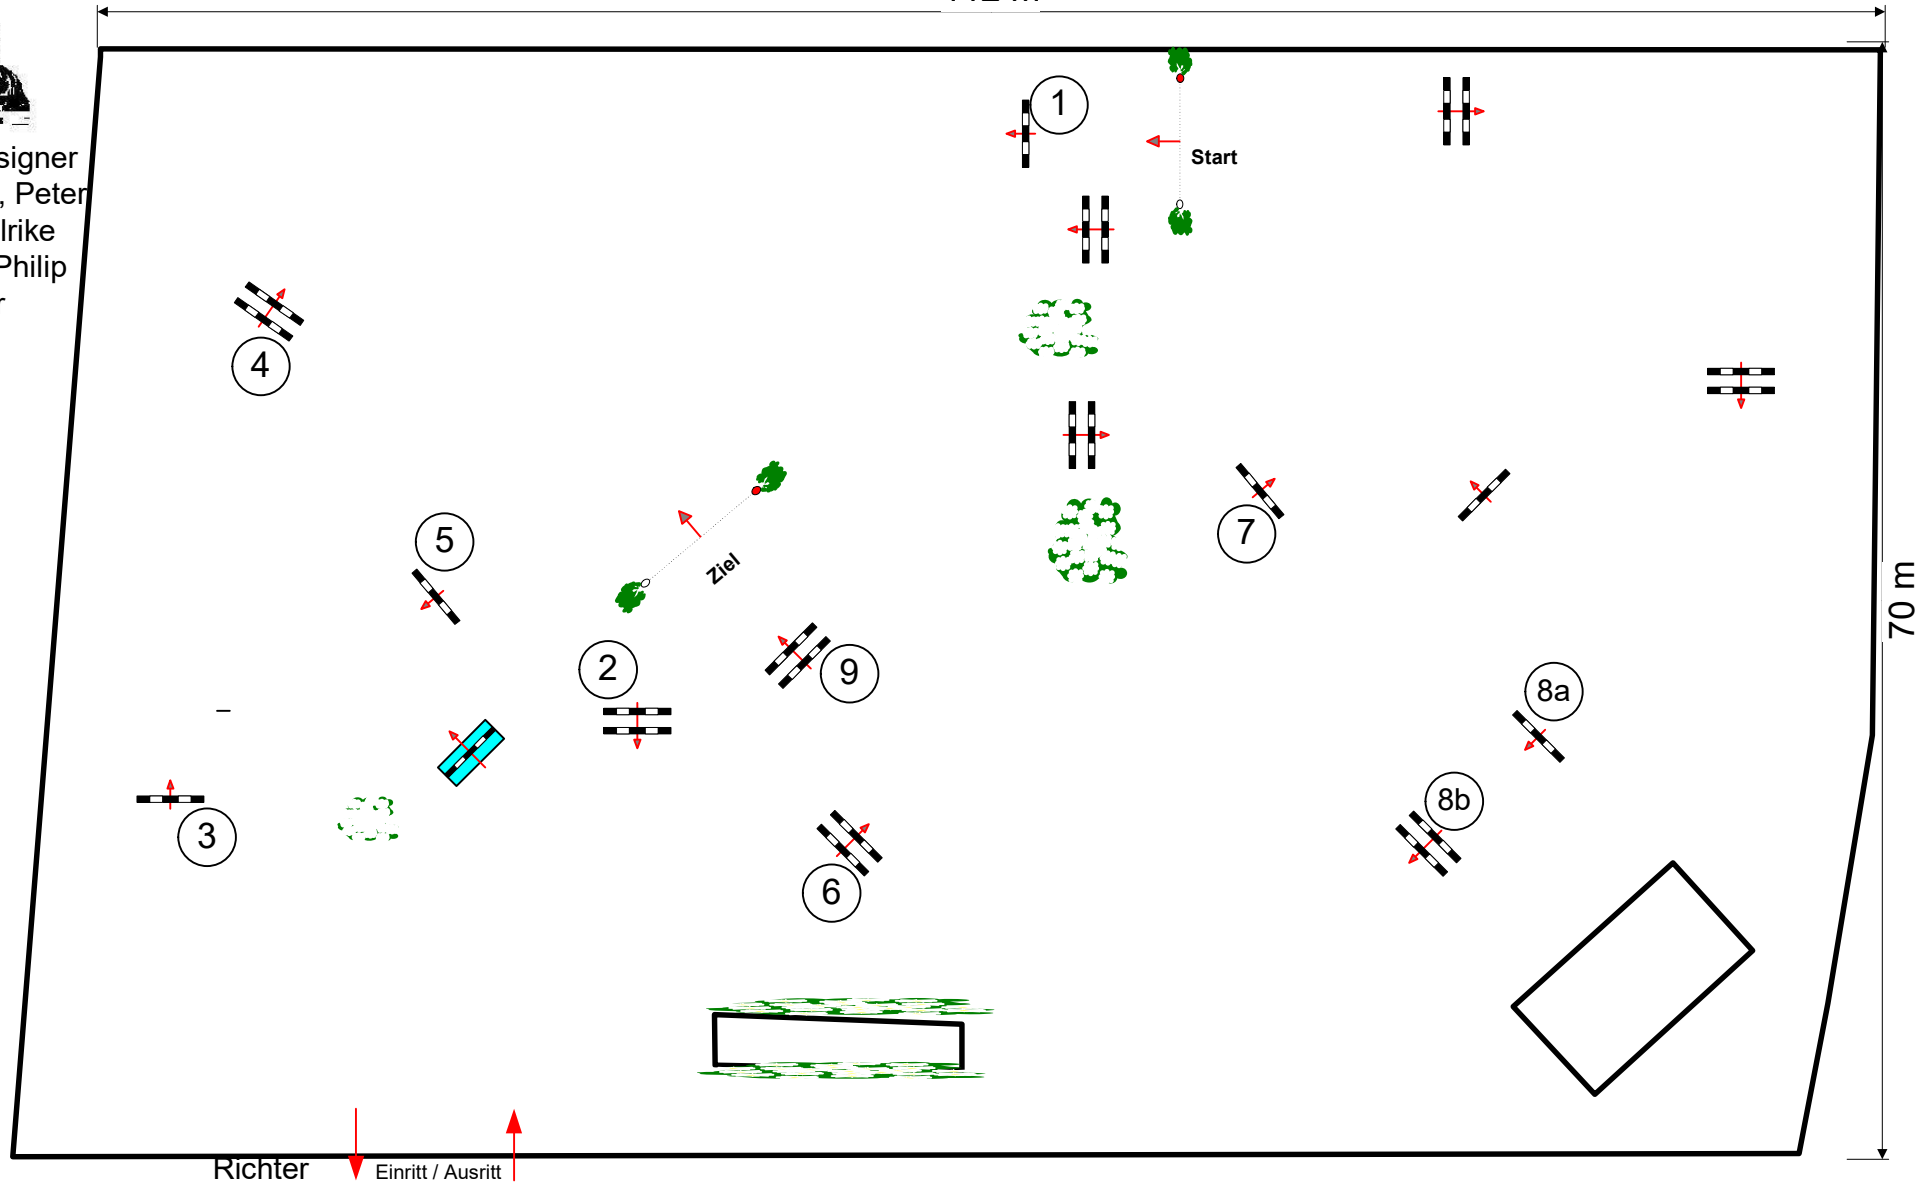 signer
, Peter
lrike
Philip
r
1
Start
4
7
5
Ziel
70 m
2
9
8a
8b
3
6
Richter
Einritt / Ausritt